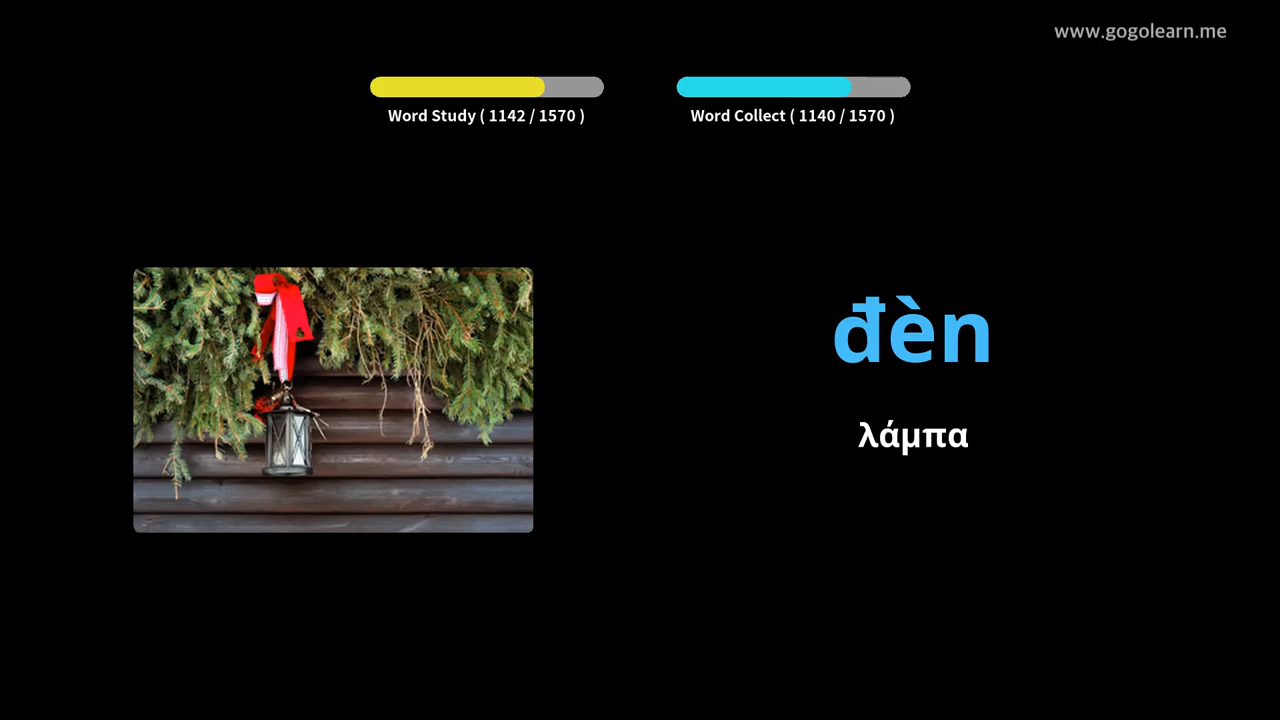 www.gogolearn.me
Word Study ( 1142 / 1570 )
Word Collect ( 1140 / 1570 )
đèn
λάμπα